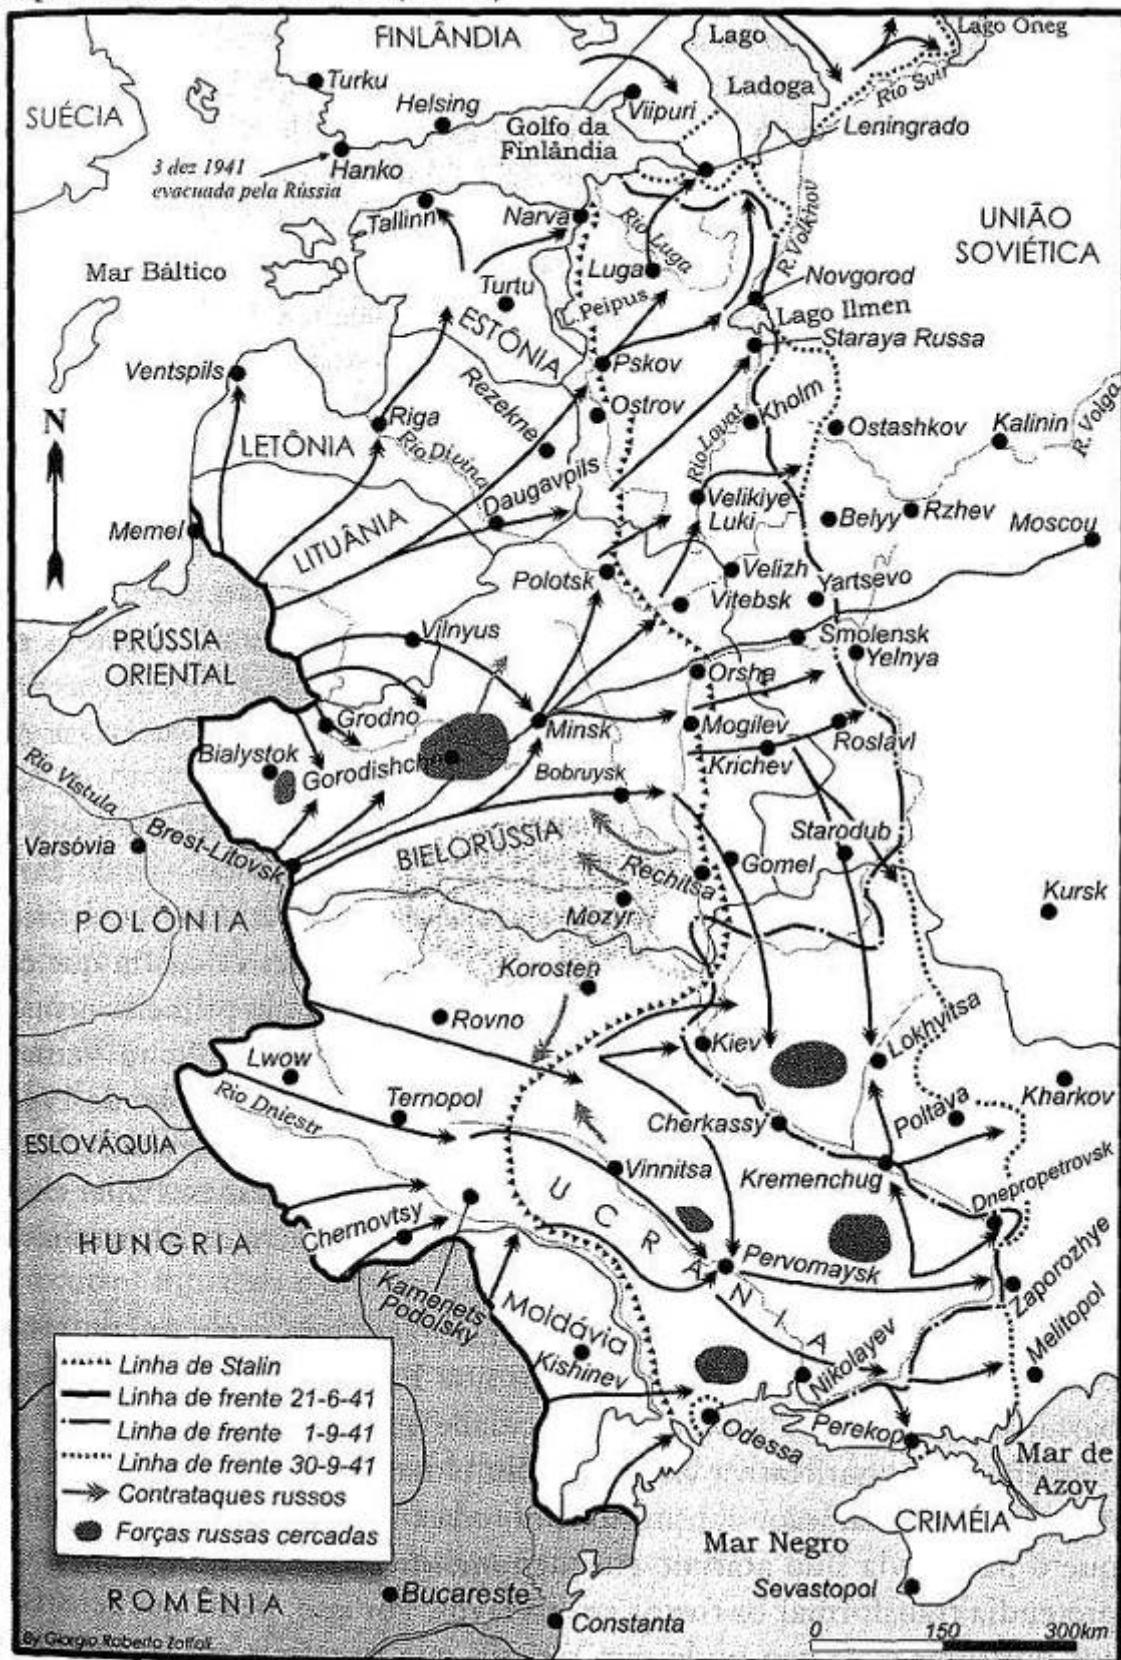 FINLÂNDIA
Lago
Lago Oneg
Turku
Ladoga
Rio Svir
SUÉCIA
Helsing
Viipuri
Golfo da
Finlândia
Leningrado
3 dez 1941
evacuada pela Rússia
Hanko
Tallinn
Narva
Rio Luga
R. Volkhov
UNIÃO
SOVIÉTICA
Mar Báltico
Luga
Novgorod
Turtu
L. Peipus
Lago Ilmen
ESTÔNIA
Staraya Russa
Ventspils
Pskov
Rezekne
Ostrov
Kholm
N
Riga
Rio Lovat
Ostashkov
Kalinin
R. Volga
LETÔNIA
Rio Divina
Daugavpils
Velikiye
Luki
Belyy
Rzhev
Moscou
Memel
LITUÂNIA
Polotsk
Velizh
Yartsevo
Vitebsk
PRÚSSIA
ORIENTAL
Vilnyus
Smolensk
Yelnya
Orsha
Grodno
Minsk
Mogilev
Roslavl
Bialystok
Gorodishche
Krichev
Rio Vistula
Bobruysk
Varsóvia
Brest-Litovsk
BIELORÚSSIA
Starodub
Rechitsa
Gomel
Kursk
POLÔNIA
Mozyr
Korosten
Rovno
Kiev
Lokhvitsa
Lwow
Rio Dniestr
Ternopol
Kharkov
Poltava
ESLOVÁQUIA
Cherkassy
Vinnitsa
Kremenchug
Dnepropetrovsk
UCRANIA
HUNGRIA
Chernovtsy
Pervomaysk
Kamenets
Podolsky
Zaporozhye
Moldávia
Melitopol
Kishinev
Nikolayev
Linha de Stalin
Linha de frente 21-6-41
Linha de frente 1-9-41
Linha de frente 30-9-41
Contrataques russos
Forças russas cercadas
Odessa
Perekop
Mar de
Azov
CRIMÉIA
Mar Negro
Sevastopol
ROMÊNIA
Bucareste
Constanta
0 150 300km
By Giorgio Roberto Zaffali